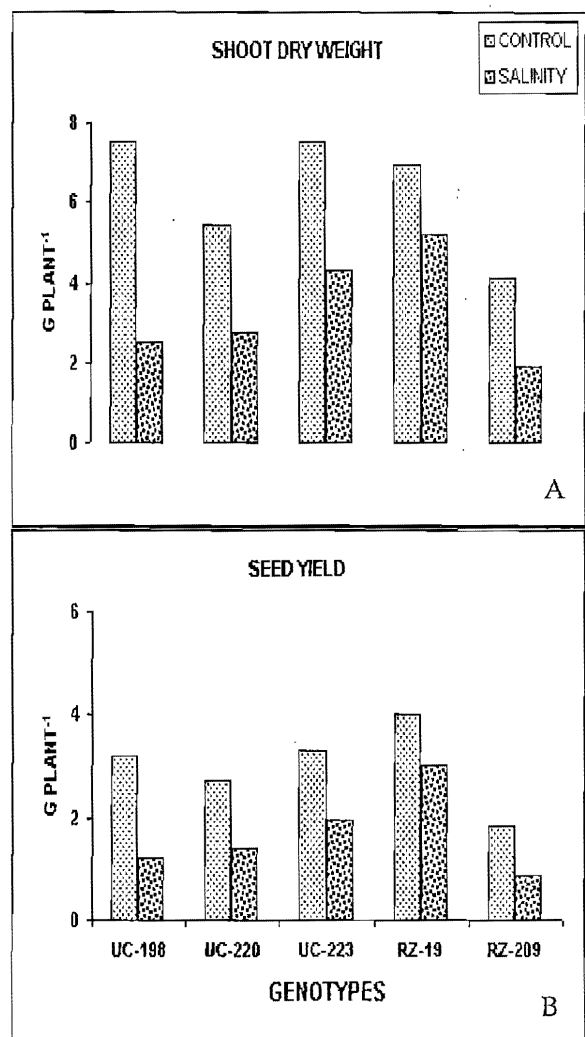 SHOOT DRY WEIGHT
CONTROL
SALINITY
8
6
4
2
0
G PLANT⁻¹
A
SEED YIELD
6
4
2
0
G PLANT⁻¹
UC-198 UC-220 UC-223 RZ-19 RZ-209
GENOTYPES
B